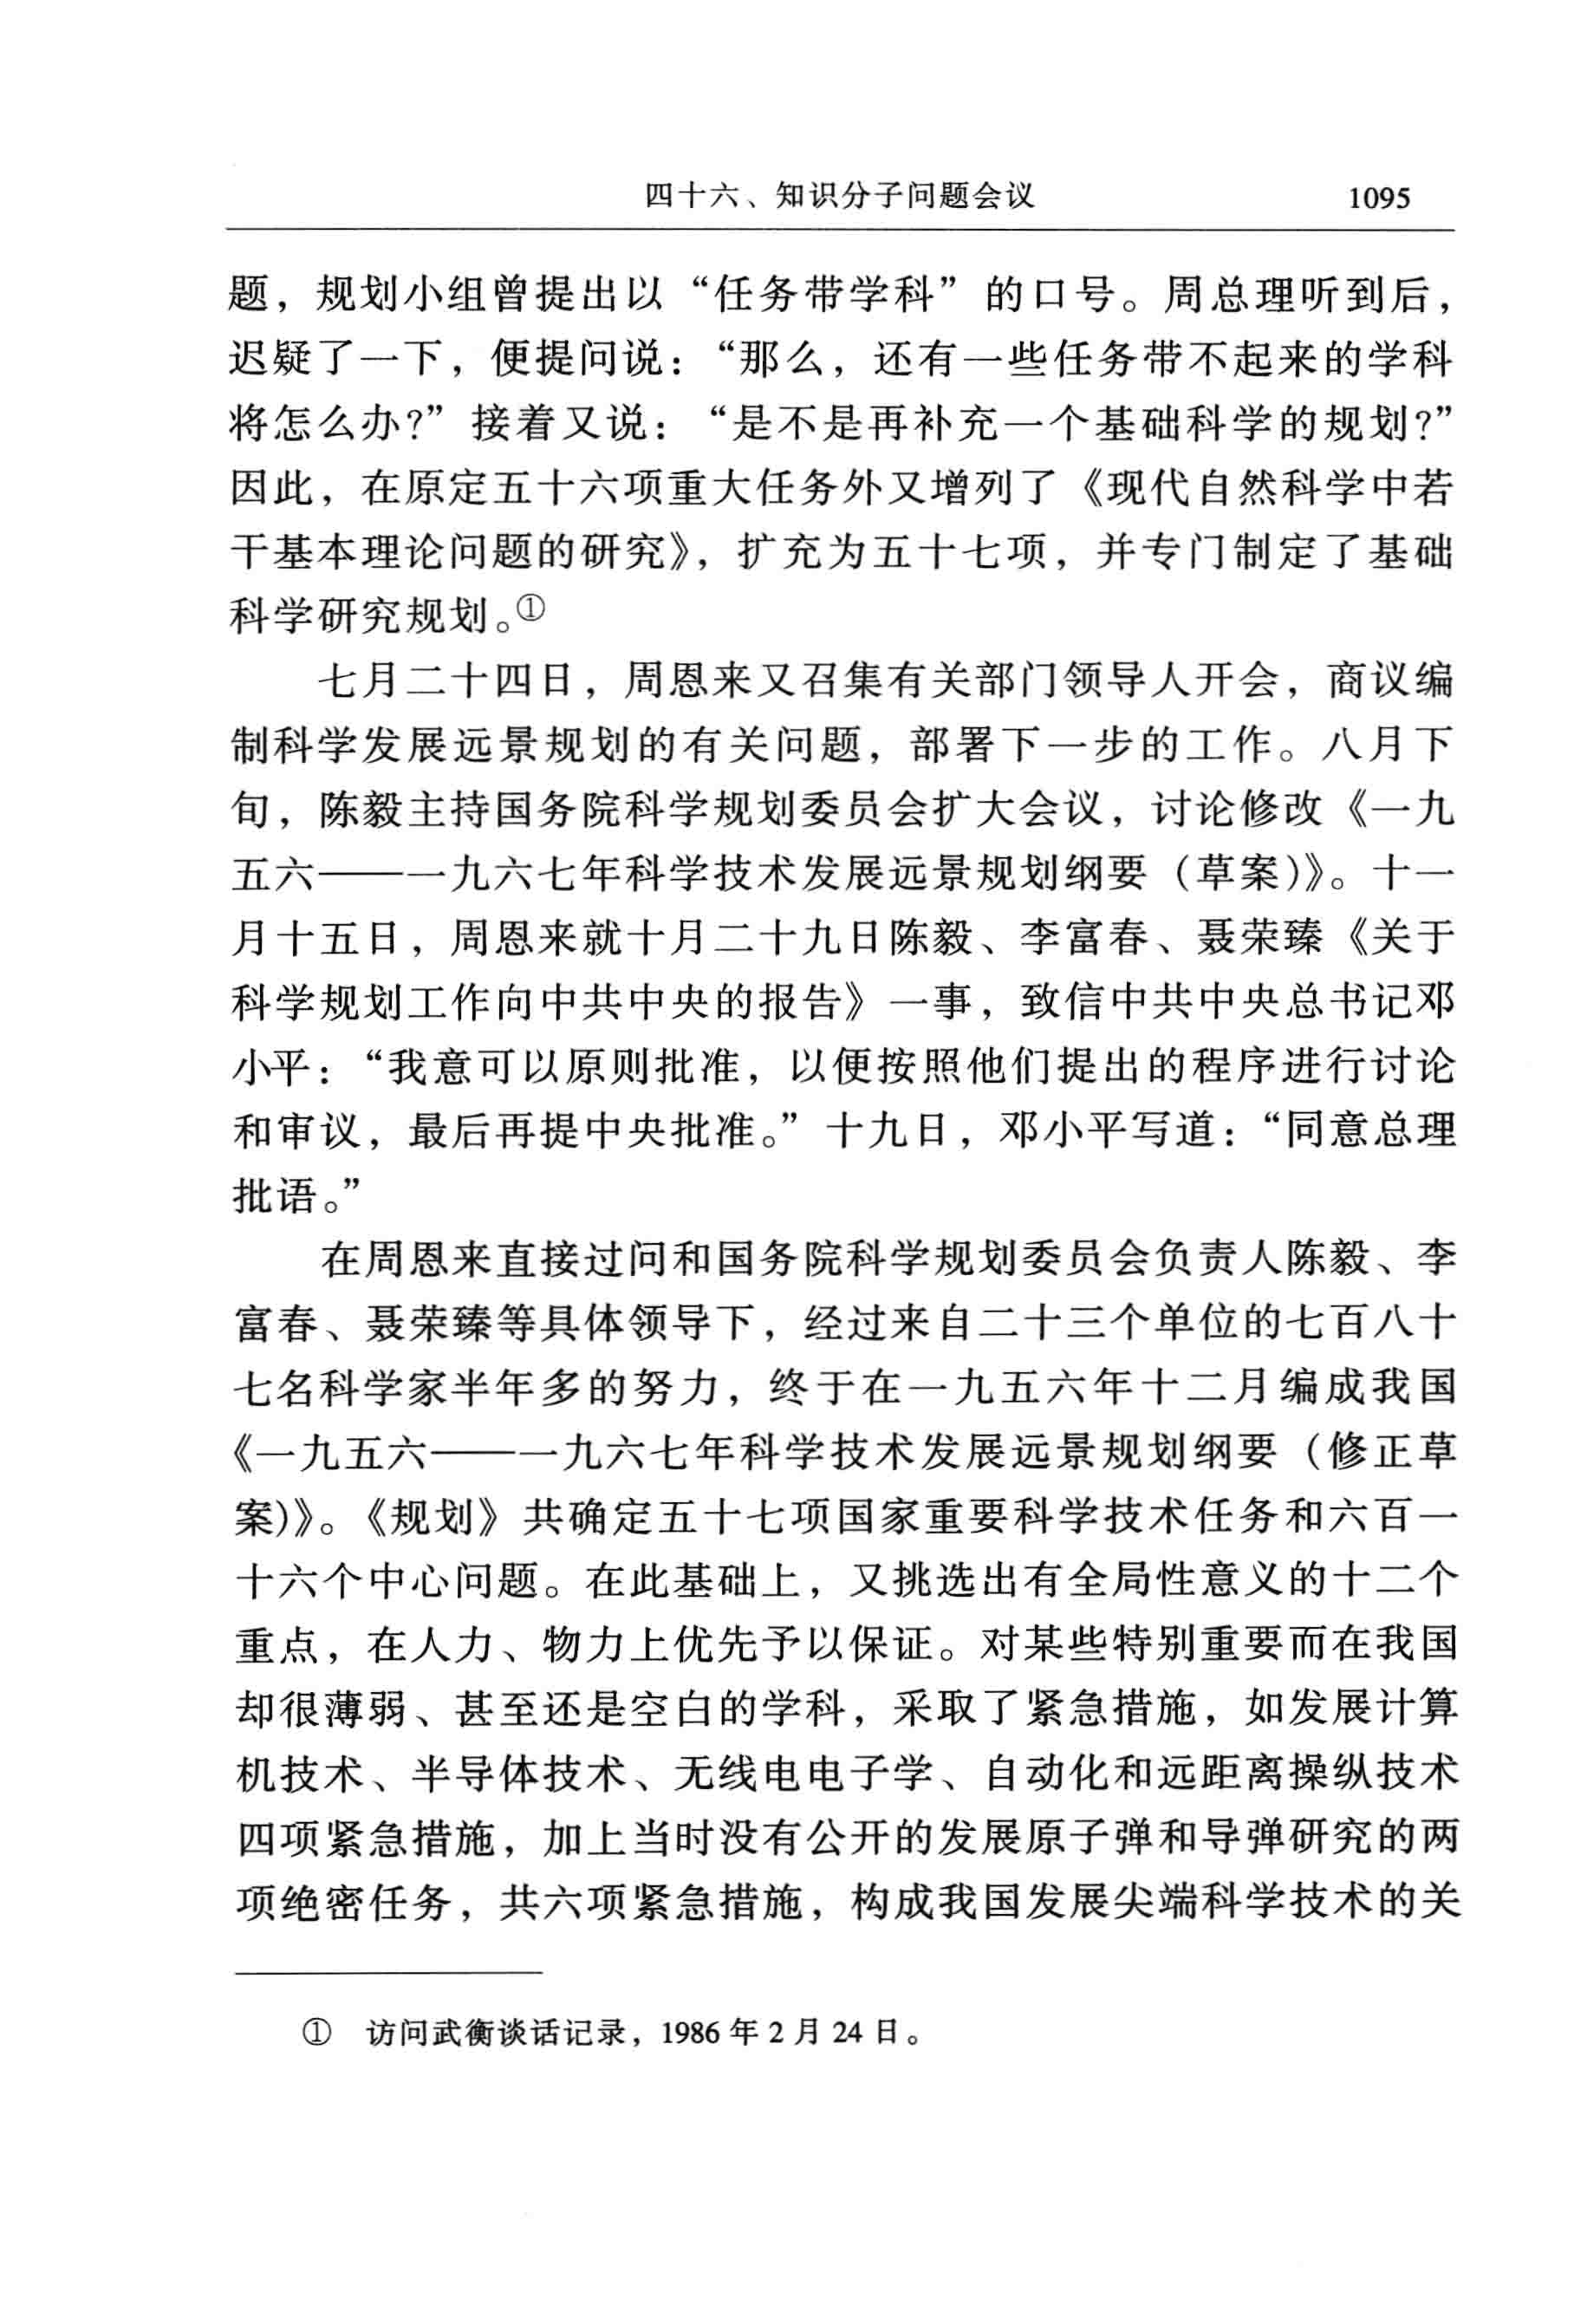 四十六、知识分子问题会议 1095
题，规划小组曾提出以“任务带学科”的口号。周总理听到后，
迟疑了一下，便提问说：“那么，还有一些任务带不起来的学科
将怎么办？”接着又说：“是不是再补充一个基础科学的规划？”
因此，在原定五十六项重大任务外又增列了《现代自然科学中若
干基本理论问题的研究》，扩充为五十七项，并专门制定了基础
科学研究规划。①
七月二十四日，周恩来又召集有关部门领导人开会，商议编
制科学发展远景规划的有关问题，部署下一步的工作。八月下
旬，陈毅主持国务院科学规划委员会扩大会议，讨论修改《一九
五六——一九六七年科学技术发展远景规划纲要（草案）》。十一
月十五日，周恩来就十月二十九日陈毅、李富春、聂荣臻《关于
科学规划工作向中共中央的报告》一事，致信中共中央总书记邓
小平：“我意可以原则批准，以便按照他们提出的程序进行讨论
和审议，最后再提中央批准。”十九日，邓小平写道：“同意总理
批语。”
在周恩来直接过问和国务院科学规划委员会负责人陈毅、李
富春、聂荣臻等具体领导下，经过来自二十三个单位的七百八十
七名科学家半年多的努力，终于在一九五六年十二月编成我国
《一九五六——一九六七年科学技术发展远景规划纲要（修正草
案）》。《规划》共确定五十七项国家重要科学技术任务和六百一
十六个中心问题。在此基础上，又挑选出有全局性意义的十二个
重点，在人力、物力上优先予以保证。对某些特别重要而在我国
却很薄弱、甚至还是空白的学科，采取了紧急措施，如发展计算
机技术、半导体技术、无线电电子学、自动化和远距离操纵技术
四项紧急措施，加上当时没有公开的发展原子弹和导弹研究的两
项绝密任务，共六项紧急措施，构成我国发展尖端科学技术的关
① 访问武衡谈话记录，1986年2月24日。